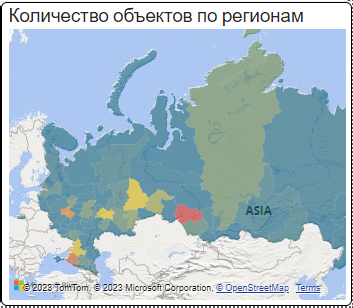 Количество объектов по регионам
ASIA
© 2023 TomTom, © 2023 Microsoft Corporation, © OpenStreetMap Terms